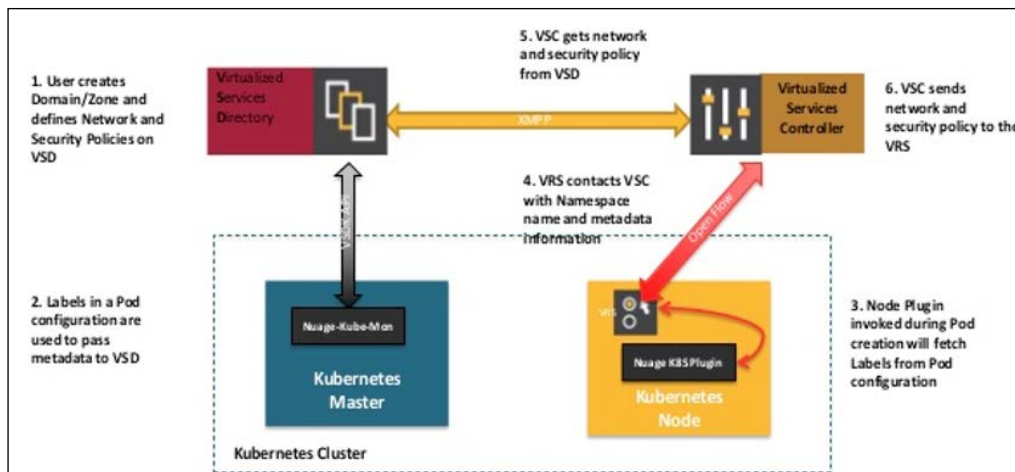 5. VSC gets network
and security policy
from VSD
1. User creates
Domain/Zone and
defines Network and
Security Policies on
VSD
Virtualized
Services
Directory
XMPP
Virtualized
Services
Controller
6. VSC sends
network and
security policy to the
VRS
4. VRS contacts VSC
with Namespace
name and metadata
information
Open Flow
2. Labels in a Pod
configuration are
used to pass
metadata to VSD
Nuage-Kube-Mon
Kubernetes
Master
VRS
Nuage K8S Plugin
Kubernetes
Node
3. Node Plugin
invoked during Pod
creation will fetch
Labels from Pod
configuration
Kubernetes Cluster